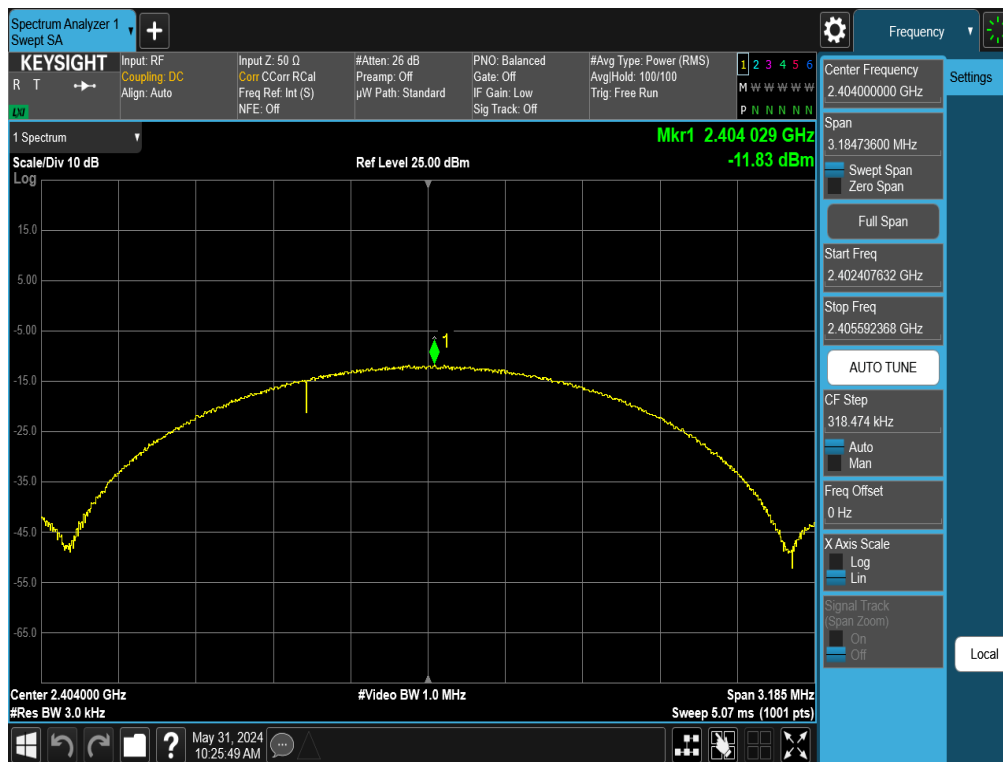 Spectrum Analyzer 1
Swept SA
+
Frequency
KEYSIGHT
R T
LXI
Input: RF
Coupling: DC
Align: Auto
Input Z: 50 Ω
Corr CCorr RCal
Freq Ref: Int (S)
NFE: Off
#Atten: 26 dB
Preamp: Off
µW Path: Standard
PNO: Balanced
Gate: Off
IF Gain: Low
Sig Track: Off
#Avg Type: Power (RMS)
Avg|Hold: 100/100
Trig: Free Run
1 2 3 4 5 6
M W W W W W
P N N N N N
1 Spectrum
Mkr1 2.404 029 GHz
-11.83 dBm
Scale/Div 10 dB
Ref Level 25.00 dBm
Log
15.0
5.00
-5.00
1
-15.0
-25.0
-35.0
-45.0
-55.0
-65.0
Center 2.404000 GHz
#Video BW 1.0 MHz
Span 3.185 MHz
#Res BW 3.0 kHz
Sweep 5.07 ms (1001 pts)
May 31, 2024
10:25:49 AM
?
Center Frequency
2.404000000 GHz
Span
3.18473600 MHz
Swept Span
Zero Span
Full Span
Start Freq
2.402407632 GHz
Stop Freq
2.405592368 GHz
AUTO TUNE
CF Step
318.474 kHz
Auto
Man
Freq Offset
0 Hz
X Axis Scale
Log
Lin
Signal Track
(Span Zoom)
On
Off
Settings
Local